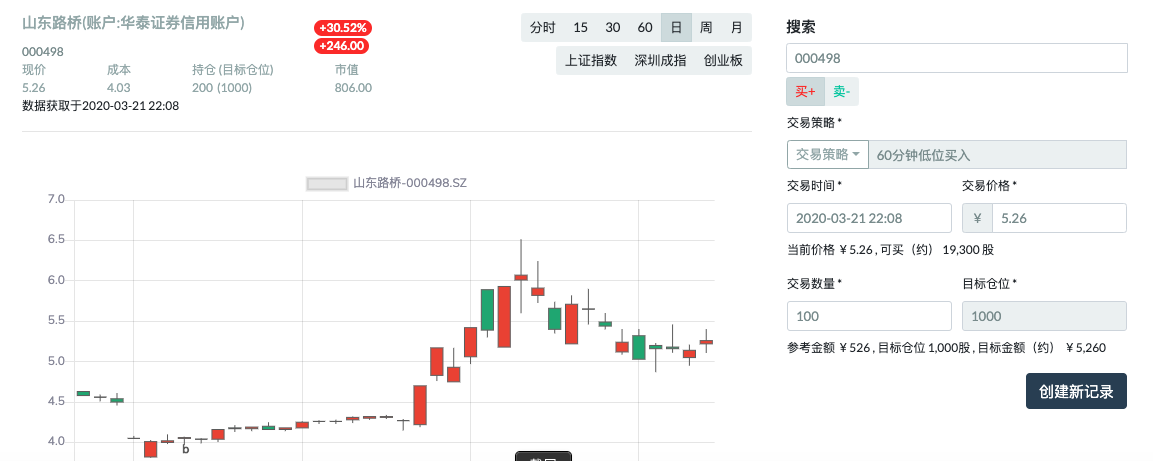 山东路桥(账户:华泰证券信用账户)
+30.52%
+246.00
000498
现价 成本 持仓 (目标仓位) 市值
5.26 4.03 200 (1000) 806.00
数据获取于2020-03-21 22:08
分时 15 30 60 日 周 月
上证指数 深圳成指 创业板
山东路桥-000498.SZ
7.0
6.5
6.0
5.5
5.0
4.5
4.0
b
搜索
000498
买+ 卖-
交易策略 *
交易策略 60分钟低位买入
交易时间 * 交易价格 *
2020-03-21 22:08 ¥ 5.26
当前价格 ¥ 5.26 , 可买（约） 19,300 股
交易数量 * 目标仓位 *
100 1000
参考金额 ¥ 526 , 目标仓位 1,000股 , 目标金额（约） ¥ 5,260
创建新记录